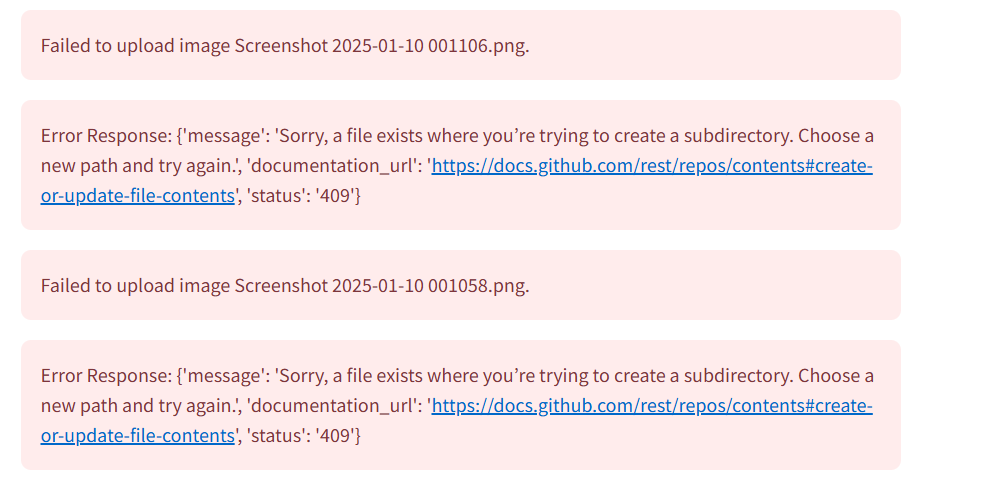 Failed to upload image Screenshot 2025-01-10 001106.png.
Error Response: {'message': 'Sorry, a file exists where you’re trying to create a subdirectory. Choose a
new path and try again.', 'documentation_url': 'https://docs.github.com/rest/repos/contents#create-
or-update-file-contents', 'status': '409'}
Failed to upload image Screenshot 2025-01-10 001058.png.
Error Response: {'message': 'Sorry, a file exists where you’re trying to create a subdirectory. Choose a
new path and try again.', 'documentation_url': 'https://docs.github.com/rest/repos/contents#create-
or-update-file-contents', 'status': '409'}